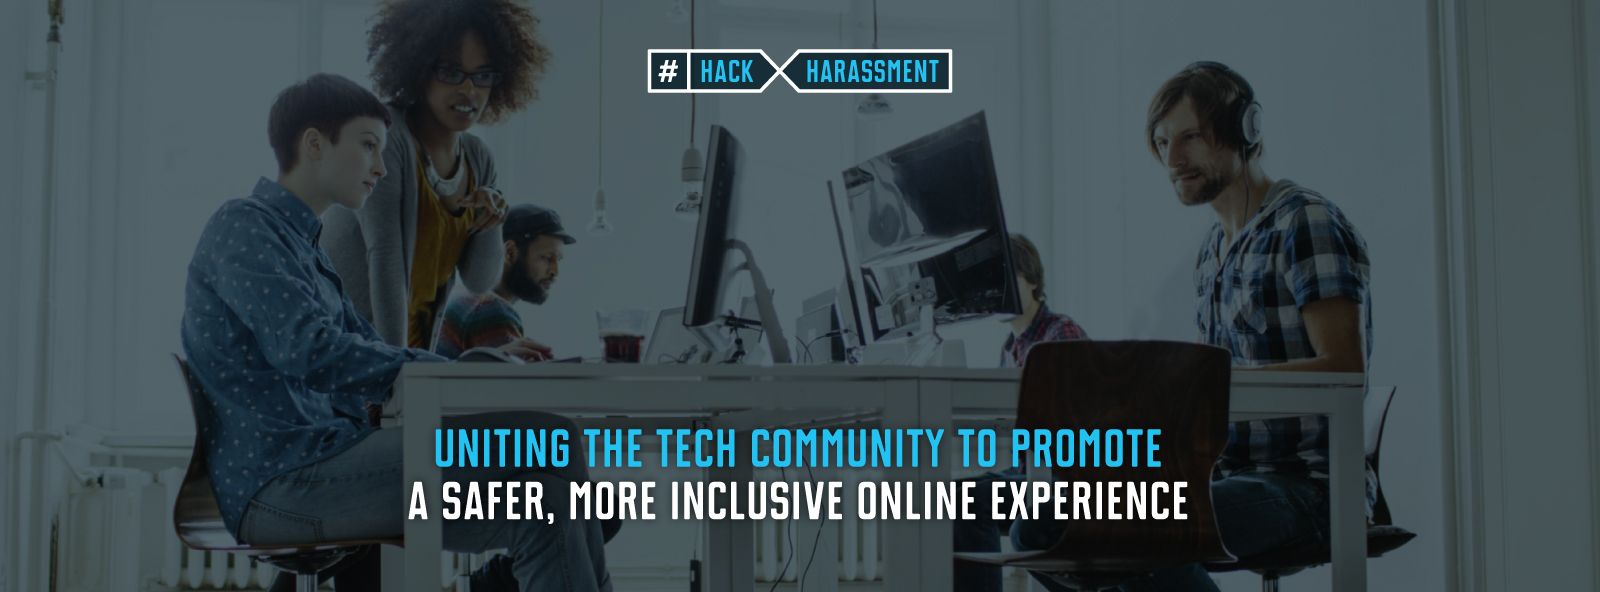 # HACK HARASSMENT
UNITING THE TECH COMMUNITY TO PROMOTE
A SAFER, MORE INCLUSIVE ONLINE EXPERIENCE